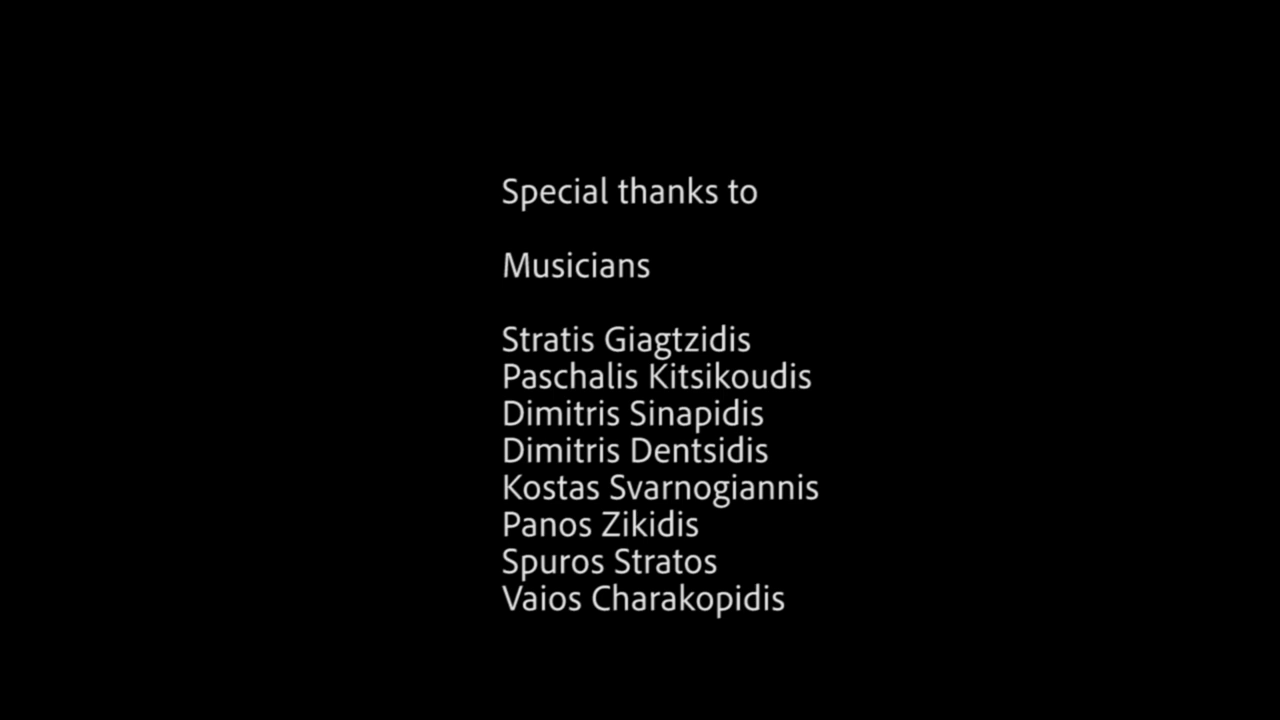 Special thanks to
Musicians
Stratis Giagtzidis
Paschalis Kitsikoudis
Dimitris Sinapidis
Dimitris Dentsidis
Kostas Svarnogiannis
Panos Zikidis
Spuros Stratos
Vaios Charakopidis